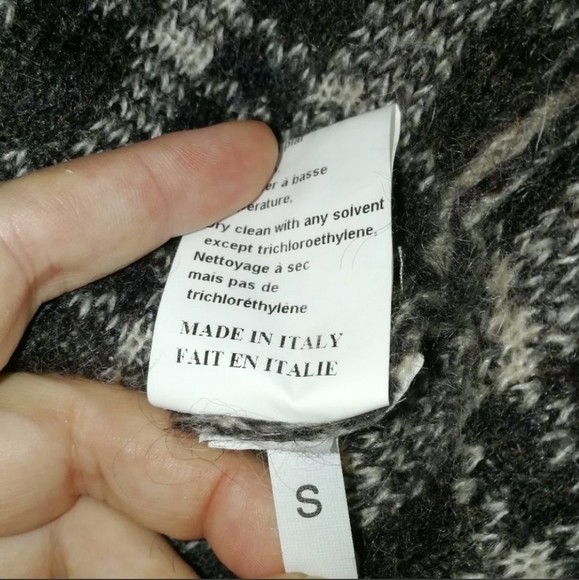 à basse
Dry clean with any solvent
except trichloroethylene,
Nettoyage à sec
mais pas de
trichloréthylène
MADE IN ITALY
FAIT EN ITALIE
S